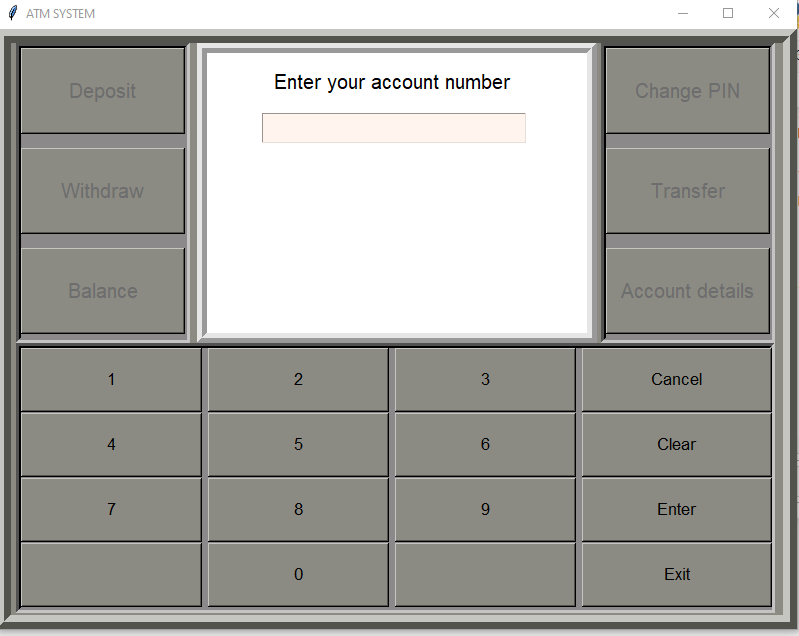 ATM SYSTEM
Deposit
Enter your account number
Change PIN
Withdraw
Transfer
Balance
Account details
1 2 3 Cancel
4 5 6 Clear
7 8 9 Enter
0 Exit